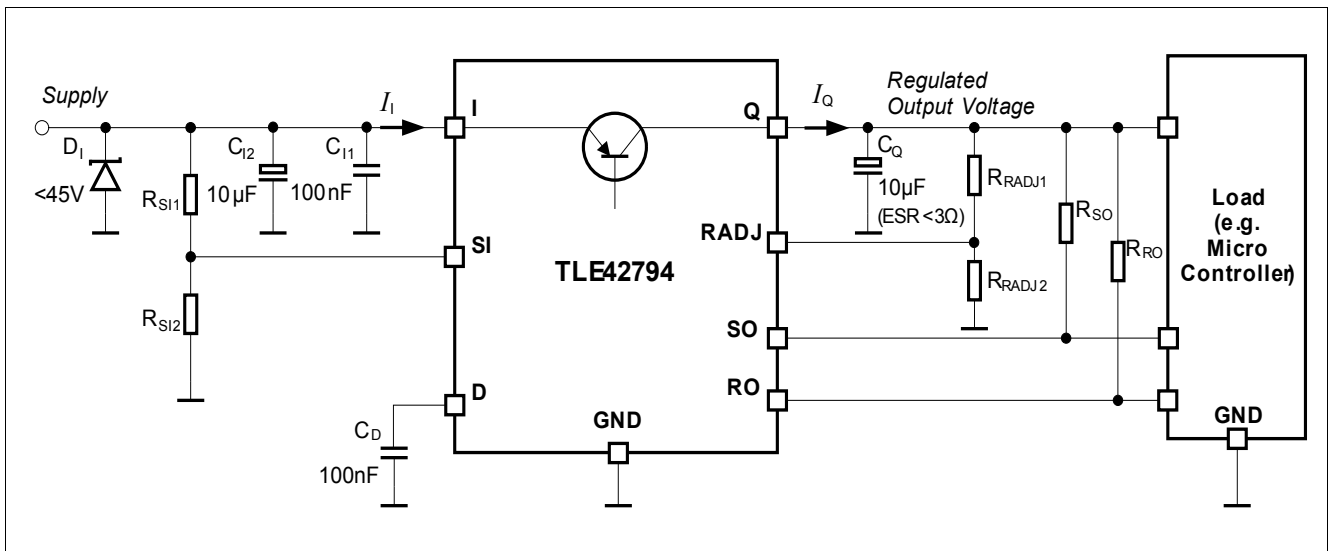 Supply
I_I
I
Q
I_Q
Regulated
Output Voltage
D_I
<45V
R_SI1
C_I2
10µF
C_I1
100nF
C_Q
10µF
(ESR<3Ω)
R_RADJ1
R_SO
R_RO
Load
(e.g.
Micro
Controller)
SI
RADJ
TLE42794
R_SI2
R_RADJ2
SO
D
RO
GND
GND
C_D
100nF